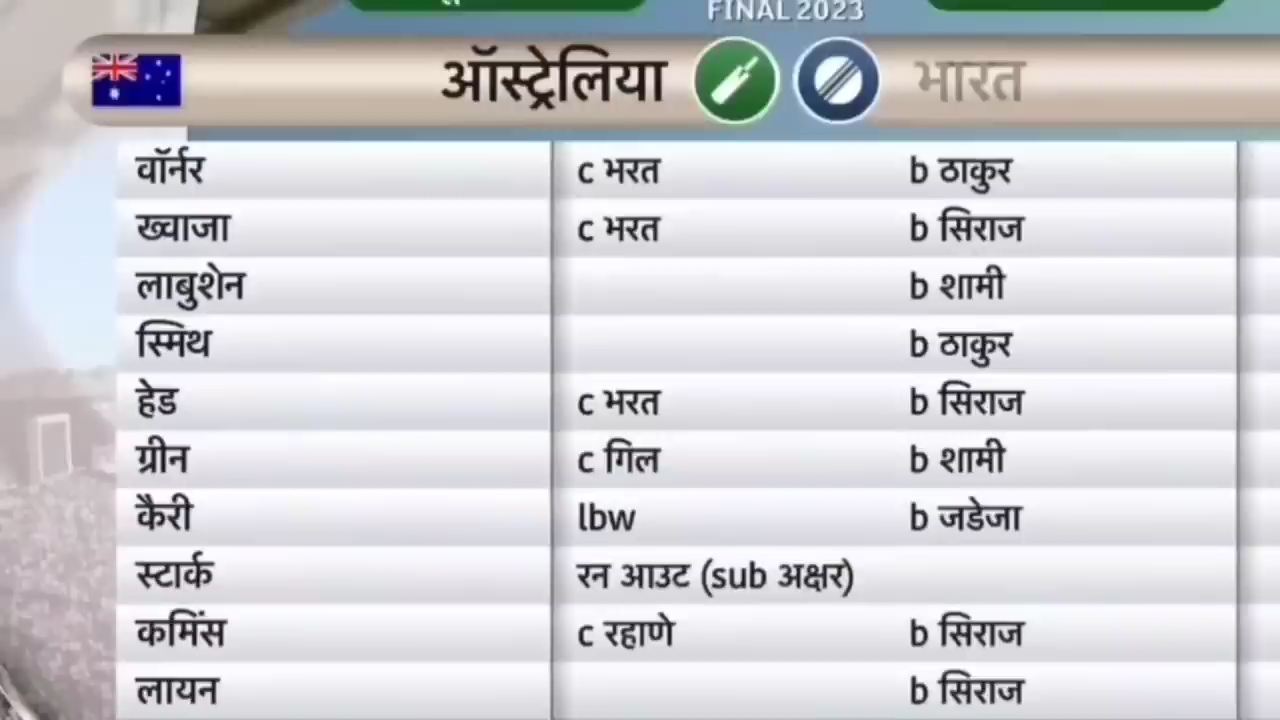 FINAL 2023
ऑस्ट्रेलिया भारत
वॉर्नर c भरत b ठाकुर
ख्वाजा c भरत b सिराज
लाबुशेन b शामी
स्मिथ b ठाकुर
हेड c भरत b सिराज
ग्रीन c गिल b शामी
कैरी lbw b जडेजा
स्टार्क रन आउट (sub अक्षर)
कमिंस c रहाणे b सिराज
लायन b सिराज